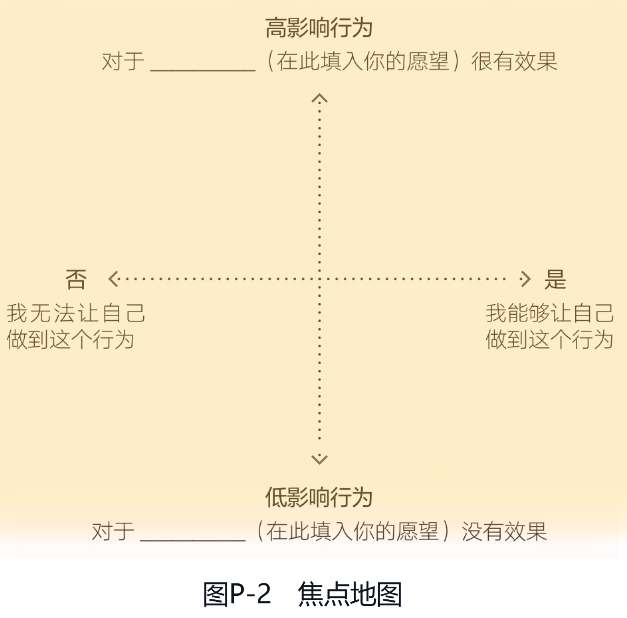 高影响行为
对于 __________（在此填入你的愿望）很有效果
否
是
我无法让自己
做到这个行为
我能够让自己
做到这个行为
低影响行为
对于 __________（在此填入你的愿望）没有效果
图P-2 焦点地图